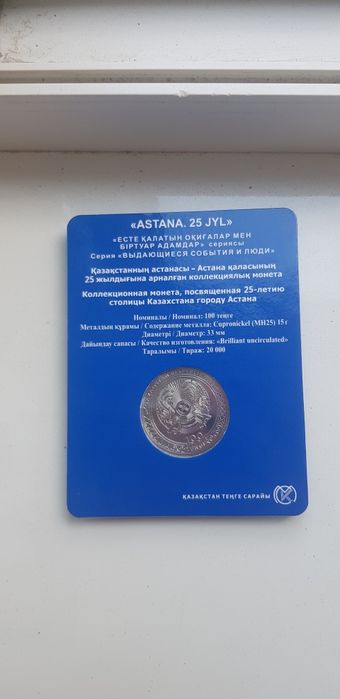 «ASTANA. 25 JYL»
«ЕСТЕ ҚАЛАТЫН ОҚИҒАЛАР МЕН
БІРТУАР АДАМДАР» сериясы
Серия «ВЫДАЮЩИЕСЯ СОБЫТИЯ И ЛЮДИ»
Қазақстанның астанасы – Астана қаласының
25 жылдығына арналған коллекциялық монета
Коллекционная монета, посвященная 25-летию
столицы Казахстана городу Астана
Номиналы / Номинал: 100 теңге
Металдың құрамы / Содержание металла: Cupronickel (МН25) 15 г
Диаметрі / Диаметр: 33 мм
Дайындау сапасы / Качество изготовления: «Brilliant uncirculated»
Таралымы / Тираж: 20 000
100
ҚАЗАҚСТАН ТЕҢГЕ САРАЙЫ